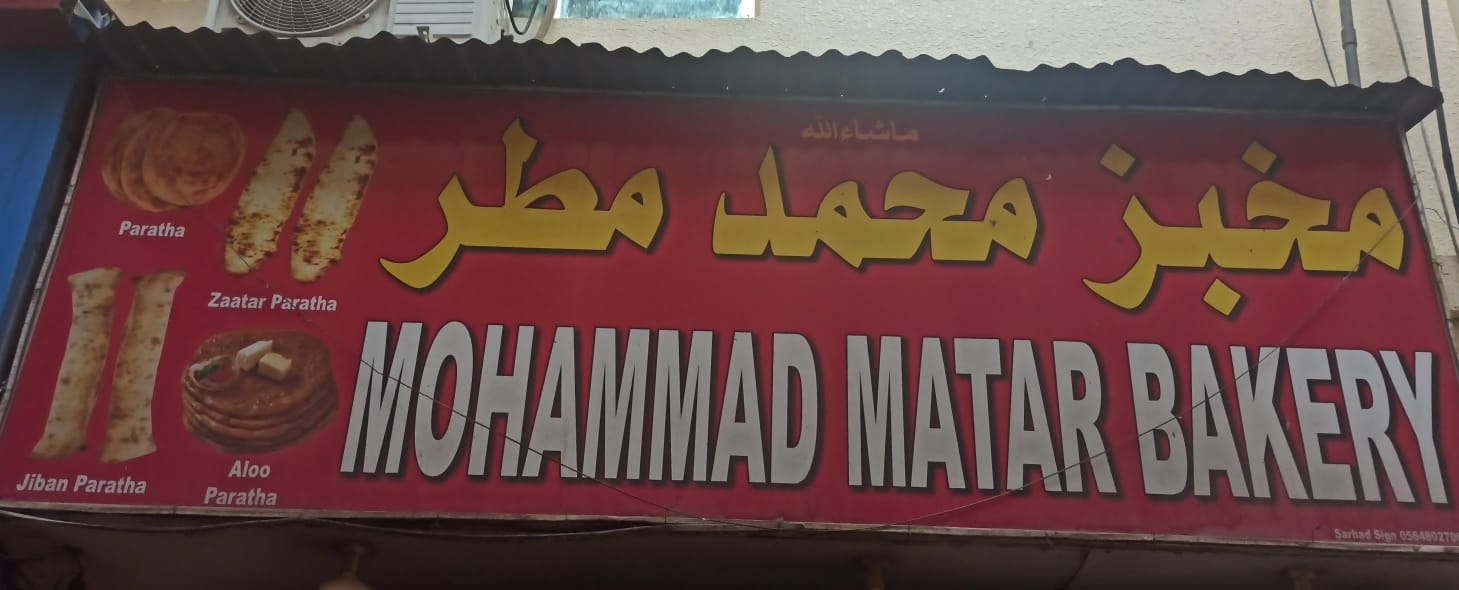 ماشاءالله
مخبز محمد مطر
MOHAMMAD MATAR BAKERY
Paratha
Zaatar Paratha
Jiban Paratha
Aloo
Paratha
Sarhad Sign